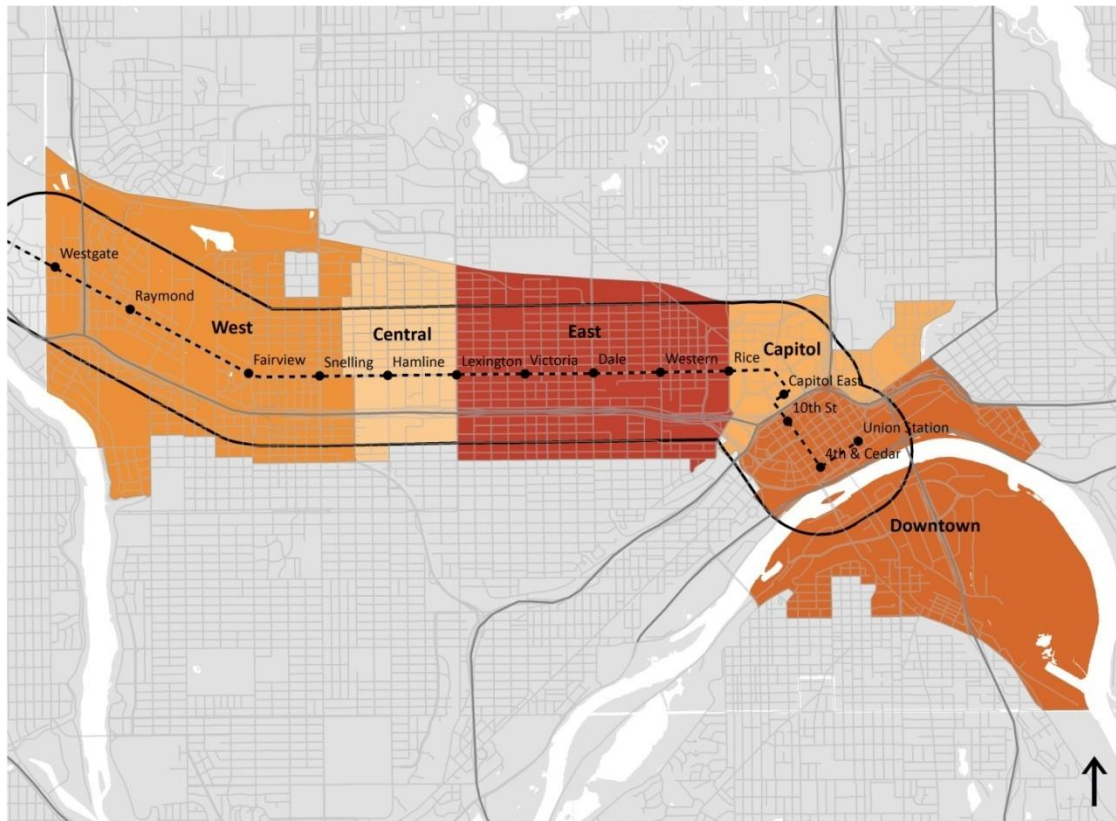 Westgate
Raymond
West
Fairview
Snelling
Central
Hamline
East
Lexington
Victoria
Dale
Western
Rice
Capitol
Capitol East
10th St
Union Station
4th & Cedar
Downtown